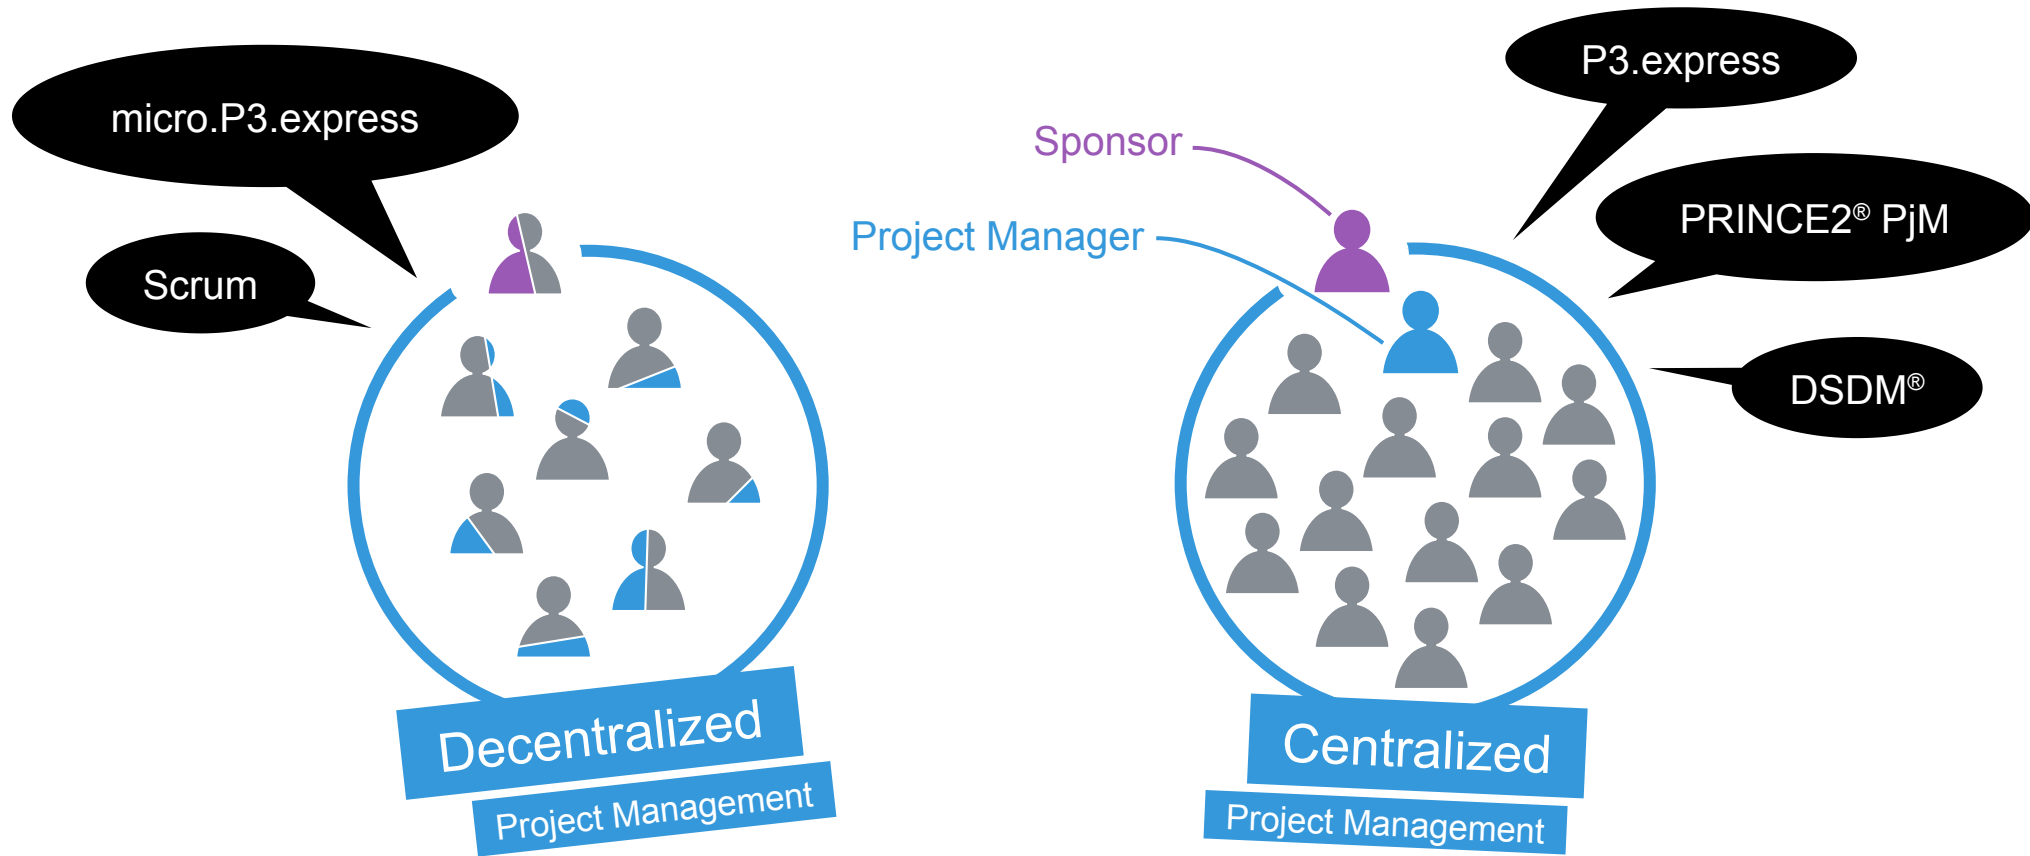 micro.P3.express
Scrum
Decentralized
Project Management
Sponsor
Project Manager
P3.express
PRINCE2® PjM
DSDM®
Centralized
Project Management